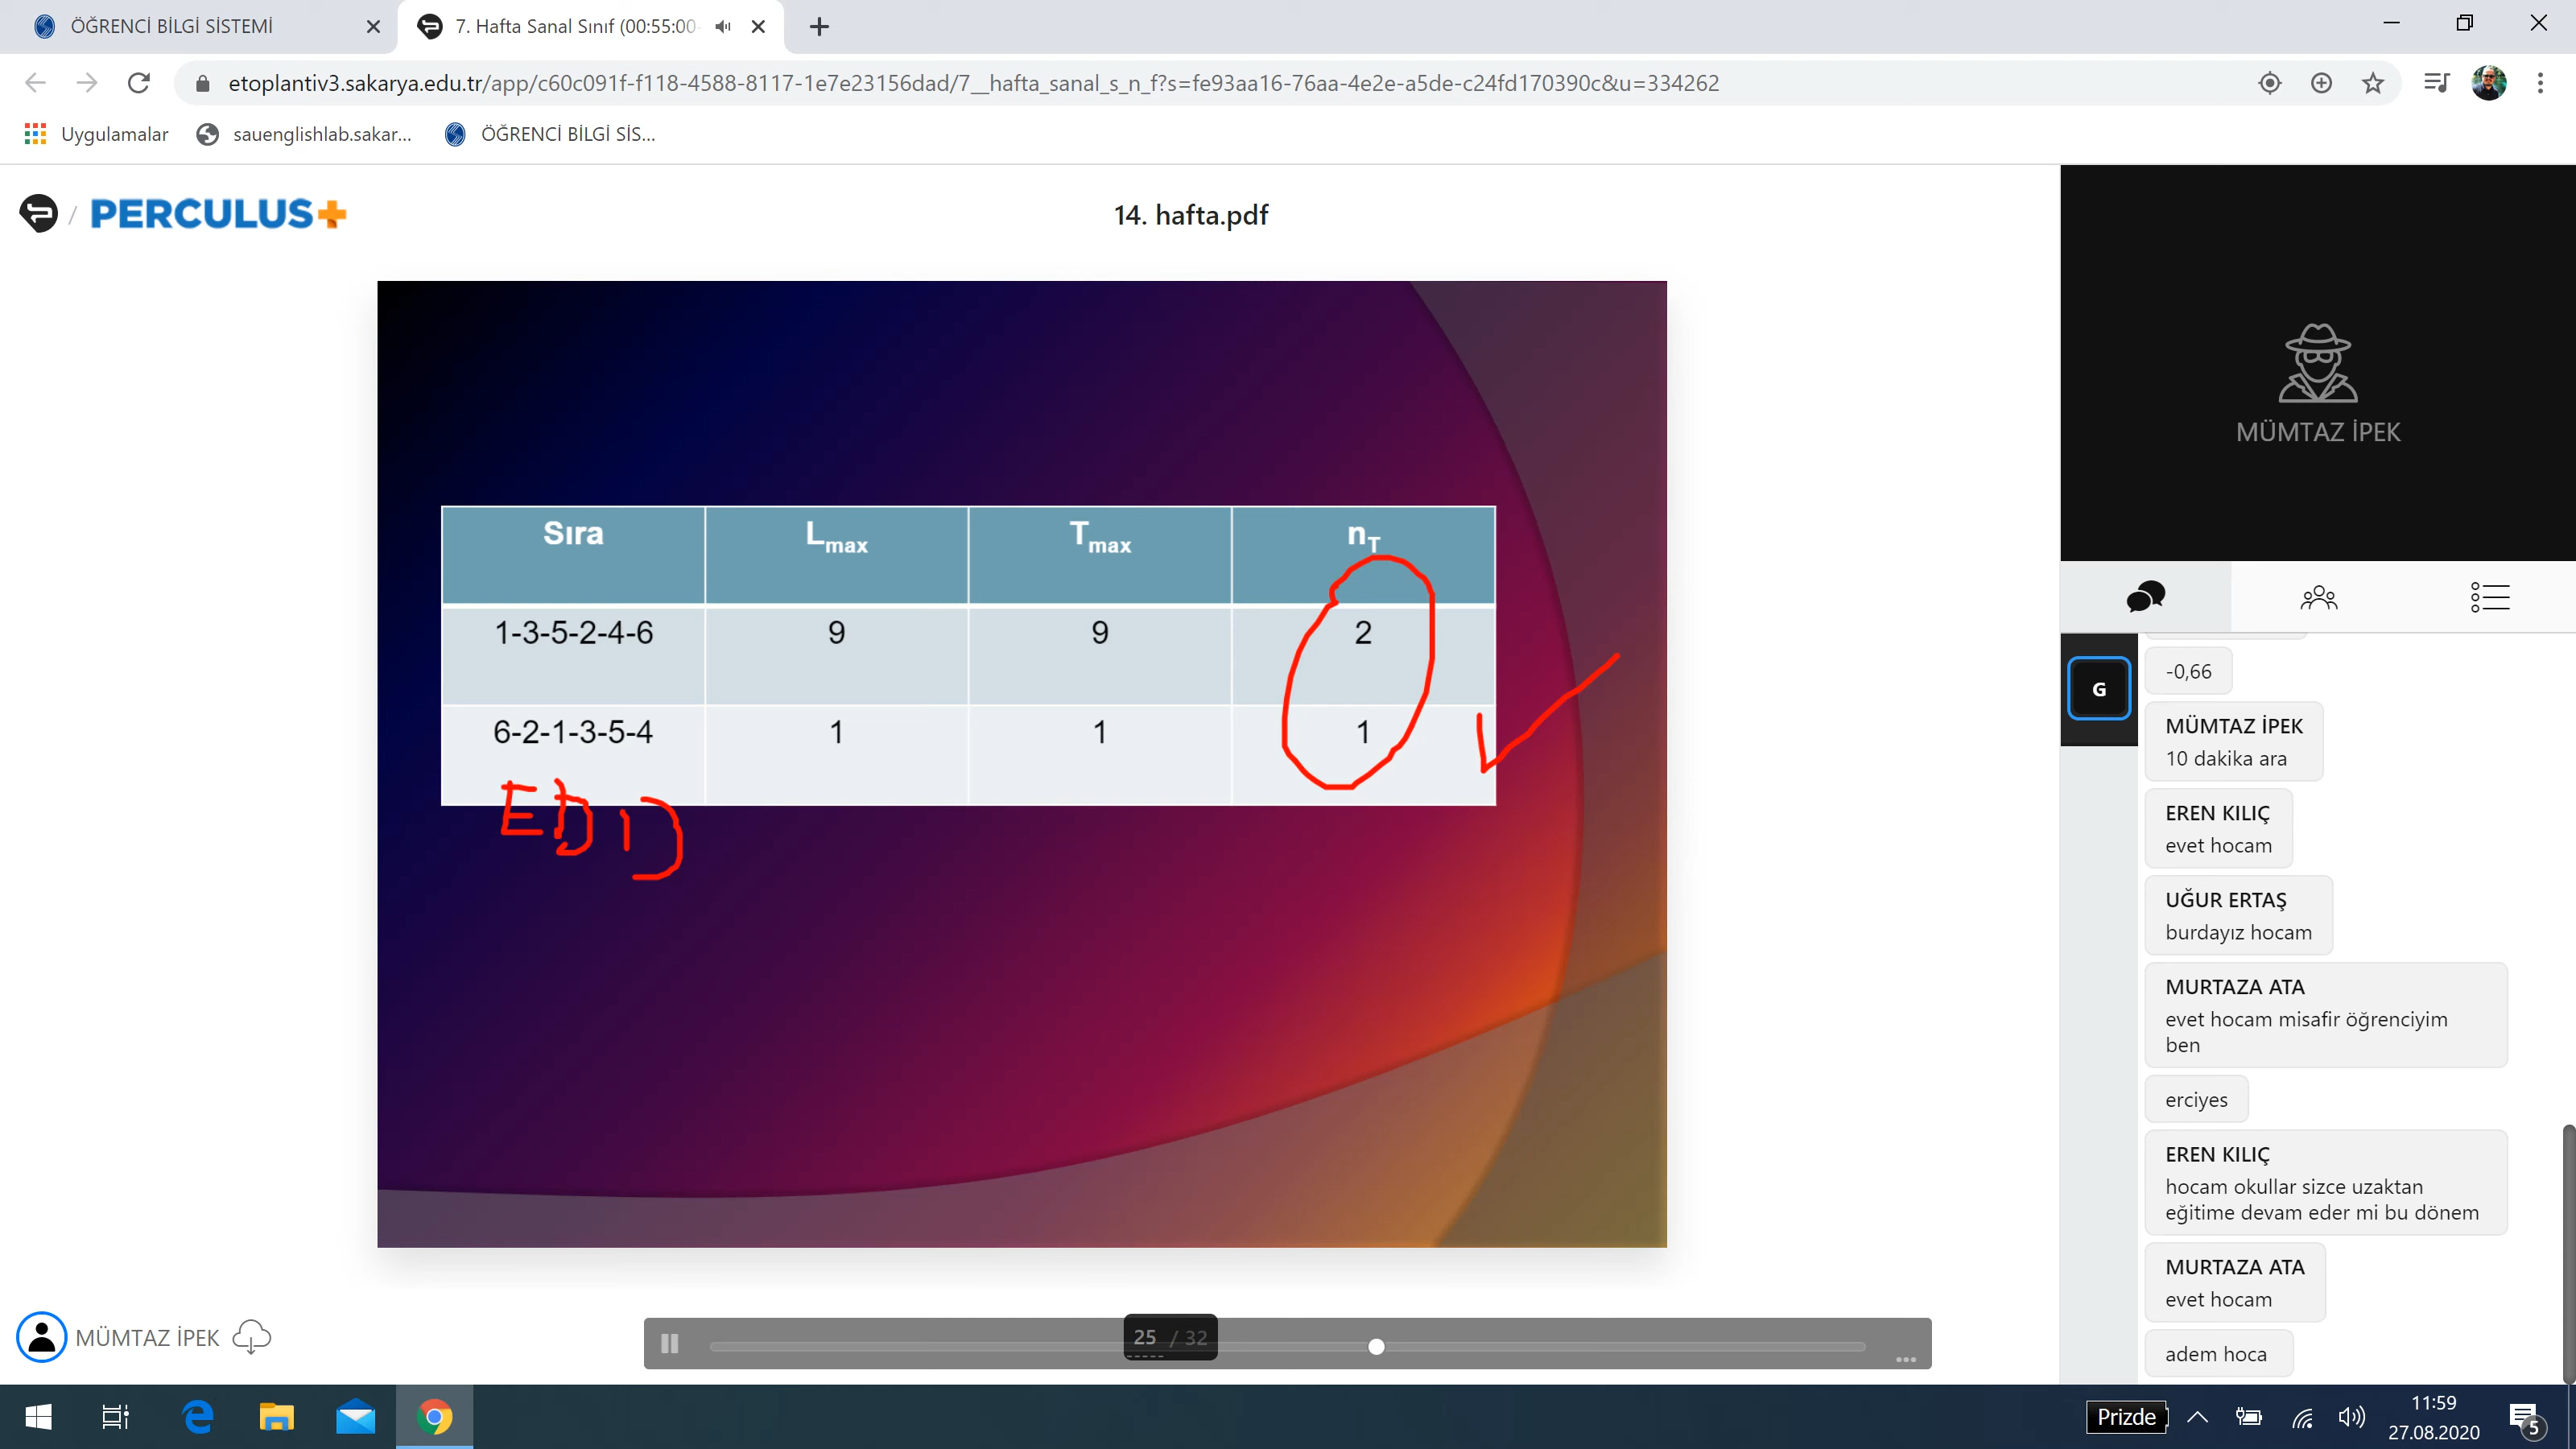 ÖĞRENCİ BİLGİ SİSTEMİ
7. Hafta Sanal Sınıf (00:55:00-
etoplantiv3.sakarya.edu.tr/app/c60c091f-f118-4588-8117-1e7e23156dad/7__hafta_sanal_s_n_f?s=fe93aa16-76aa-4e2e-a5de-c24fd170390c&u=334262
Uygulamalar
sauenglishlab.sakar...
ÖĞRENCİ BİLGİ SİS...
/ PERCULUS+
14. hafta.pdf
MÜMTAZ İPEK
Sıra Lmax Tmax nT
1-3-5-2-4-6 9 9 2
6-2-1-3-5-4 1 1 1
EDD
G
-0,66
MÜMTAZ İPEK
10 dakika ara
EREN KILIÇ
evet hocam
UĞUR ERTAŞ
burdayız hocam
MURTAZA ATA
evet hocam misafir öğrenciyim
ben
erciyes
EREN KILIÇ
hocam okullar sizce uzaktan
eğitime devam eder mi bu dönem
MURTAZA ATA
evet hocam
adem hoca
MÜMTAZ İPEK
25 / 32
Prizde
11:59
27.08.2020
5